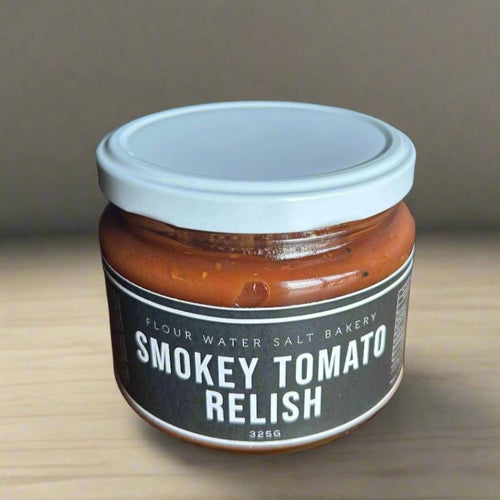 FLOUR WATER SALT BAKERY
SMOKEY TOMATO
RELISH
325G